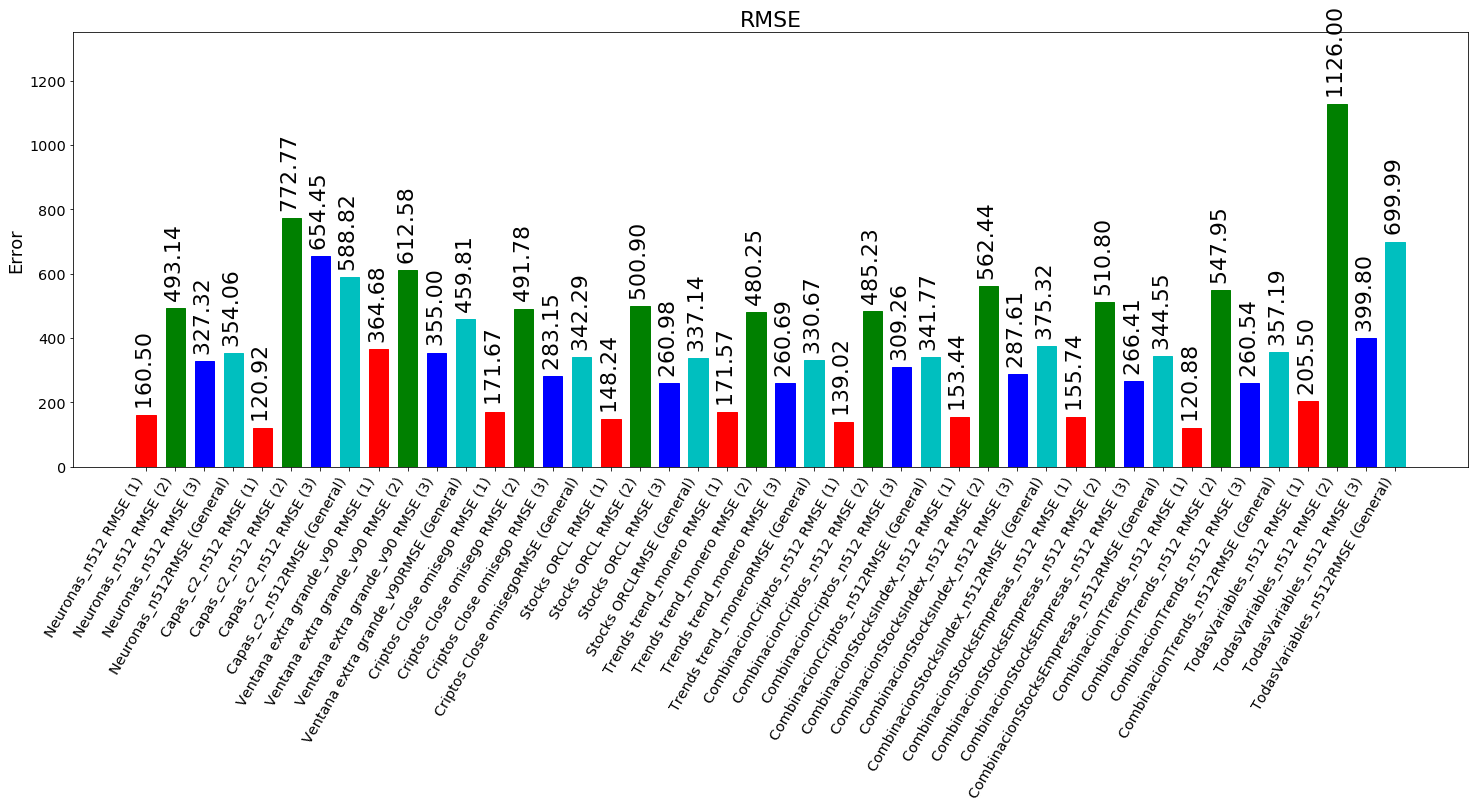 RMSE
Error
1200
1000
800
600
400
200
0
160.50
493.14
327.32
354.06
120.92
772.77
654.45
588.82
364.68
612.58
355.00
459.81
171.67
491.78
283.15
342.29
148.24
500.90
260.98
337.14
171.57
480.25
260.69
330.67
139.02
485.23
309.26
341.77
153.44
562.44
287.61
375.32
155.74
510.80
266.41
344.55
120.88
547.95
260.54
357.19
205.50
1126.00
399.80
699.99
Neuronas_n512 RMSE (1)
Neuronas_n512 RMSE (2)
Neuronas_n512 RMSE (3)
Neuronas_n512RMSE (General)
Capas_c2_n512 RMSE (1)
Capas_c2_n512 RMSE (2)
Capas_c2_n512 RMSE (3)
Capas_c2_n512RMSE (General)
Ventana extra grande_v90 RMSE (1)
Ventana extra grande_v90 RMSE (2)
Ventana extra grande_v90 RMSE (3)
Ventana extra grande_v90RMSE (General)
Criptos Close omisego RMSE (1)
Criptos Close omisego RMSE (2)
Criptos Close omisego RMSE (3)
Criptos Close omisegoRMSE (General)
Stocks ORCL RMSE (1)
Stocks ORCL RMSE (2)
Stocks ORCL RMSE (3)
Stocks ORCLRMSE (General)
Trends trend_monero RMSE (1)
Trends trend_monero RMSE (2)
Trends trend_monero RMSE (3)
Trends trend_moneroRMSE (General)
CombinacionCriptos_n512 RMSE (1)
CombinacionCriptos_n512 RMSE (2)
CombinacionCriptos_n512 RMSE (3)
CombinacionCriptos_n512RMSE (General)
CombinacionStocksIndex_n512 RMSE (1)
CombinacionStocksIndex_n512 RMSE (2)
CombinacionStocksIndex_n512 RMSE (3)
CombinacionStocksIndex_n512RMSE (General)
CombinacionStocksEmpresas_n512 RMSE (1)
CombinacionStocksEmpresas_n512 RMSE (2)
CombinacionStocksEmpresas_n512 RMSE (3)
CombinacionStocksEmpresas_n512RMSE (General)
CombinacionTrends_n512 RMSE (1)
CombinacionTrends_n512 RMSE (2)
CombinacionTrends_n512 RMSE (3)
CombinacionTrends_n512RMSE (General)
TodasVariables_n512 RMSE (1)
TodasVariables_n512 RMSE (2)
TodasVariables_n512 RMSE (3)
TodasVariables_n512RMSE (General)